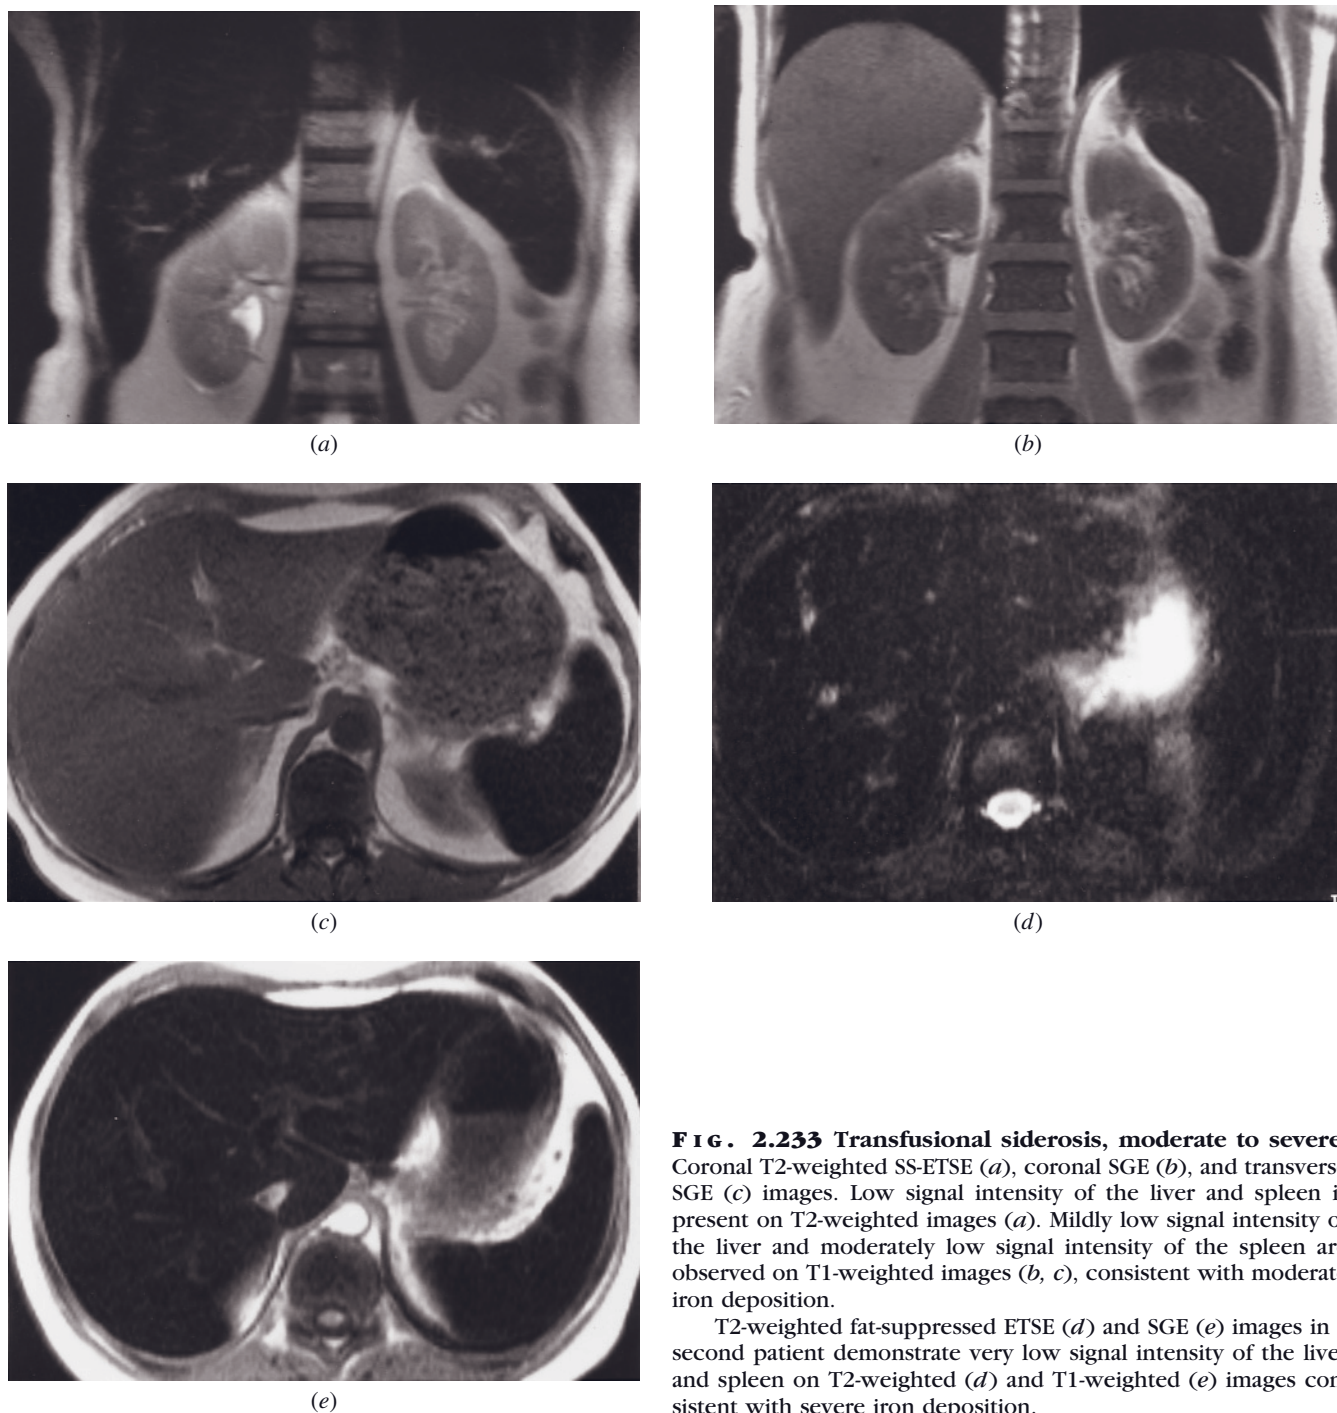 (a)
(b)
(c)
(d)
(e)
FIG. 2.233 Transfusional siderosis, moderate to severe
Coronal T2-weighted SS-ETSE (a), coronal SGE (b), and transvers
SGE (c) images. Low signal intensity of the liver and spleen i
present on T2-weighted images (a). Mildly low signal intensity o
the liver and moderately low signal intensity of the spleen ar
observed on T1-weighted images (b, c), consistent with moderat
iron deposition.
T2-weighted fat-suppressed ETSE (d) and SGE (e) images in
second patient demonstrate very low signal intensity of the live
and spleen on T2-weighted (d) and T1-weighted (e) images con
sistent with severe iron deposition.